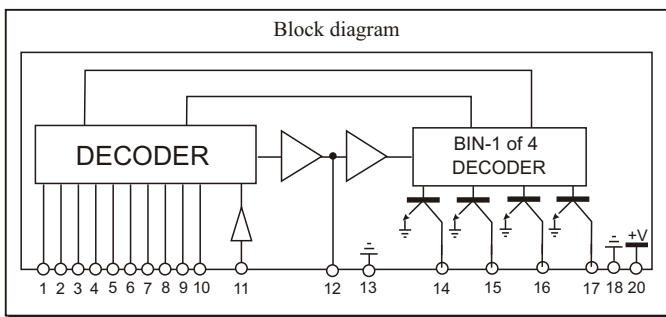 Block diagram
DECODER
BIN-1 of 4
DECODER
+V
1 2 3 4 5 6 7 8 9 10 11 12 13 14 15 16 17 18 20